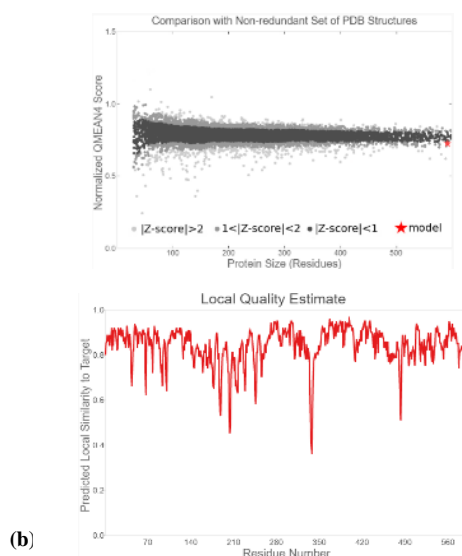 Comparison with Non-redundant Set of PDB Structures
1.5
1.0
0.5
0.0
Normalized QMEAN4 Score
|Z-score|>2 1<|Z-score|<2 |Z-score|<1 model
100 200 300 400 500
Protein Size (Residues)
Local Quality Estimate
1.0
0.8
0.6
0.4
0.2
0.0
Predicted Local Similarity to Target
70 140 210 280 350 420 490 560
Residue Number
(b)